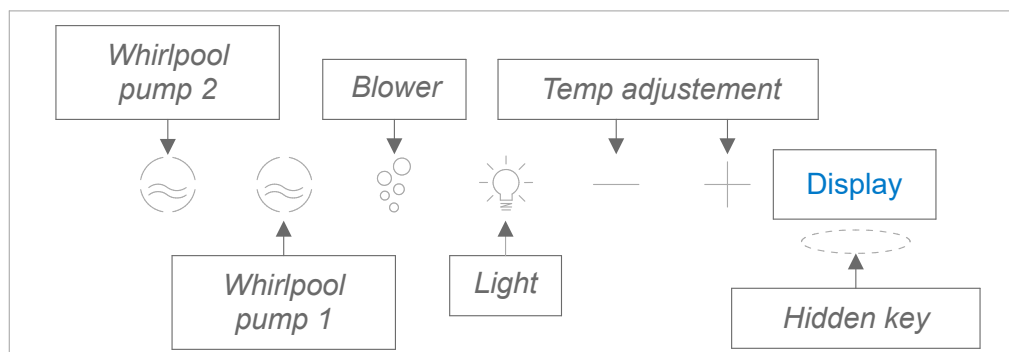 Whirlpool
pump 2
Blower
Temp adjustement
Display
Whirlpool
pump 1
Light
Hidden key